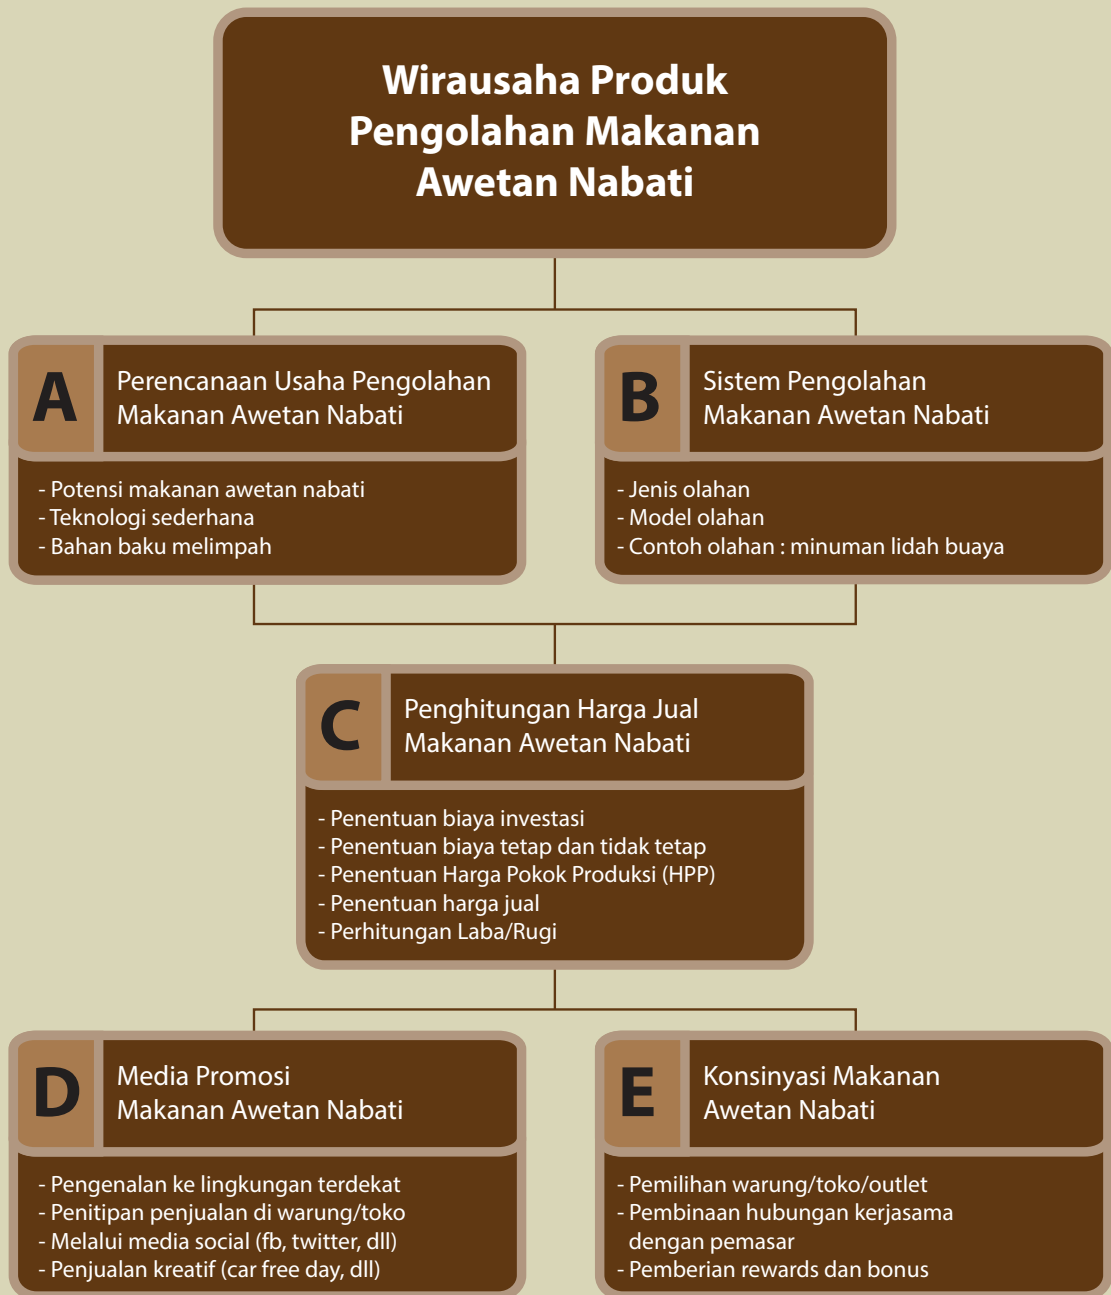 Wirausaha Produk
Pengolahan Makanan
Awetan Nabati
A
Perencanaan Usaha Pengolahan
Makanan Awetan Nabati
- Potensi makanan awetan nabati
- Teknologi sederhana
- Bahan baku melimpah
B
Sistem Pengolahan
Makanan Awetan Nabati
- Jenis olahan
- Model olahan
- Contoh olahan : minuman lidah buaya
C
Penghitungan Harga Jual
Makanan Awetan Nabati
- Penentuan biaya investasi
- Penentuan biaya tetap dan tidak tetap
- Penentuan Harga Pokok Produksi (HPP)
- Penentuan harga jual
- Perhitungan Laba/Rugi
D
Media Promosi
Makanan Awetan Nabati
- Pengenalan ke lingkungan terdekat
- Penitipan penjualan di warung/toko
- Melalui media social (fb, twitter, dll)
- Penjualan kreatif (car free day, dll)
E
Konsinyasi Makanan
Awetan Nabati
- Pemilihan warung/toko/outlet
- Pembinaan hubungan kerjasama
dengan pemasar
- Pemberian rewards dan bonus